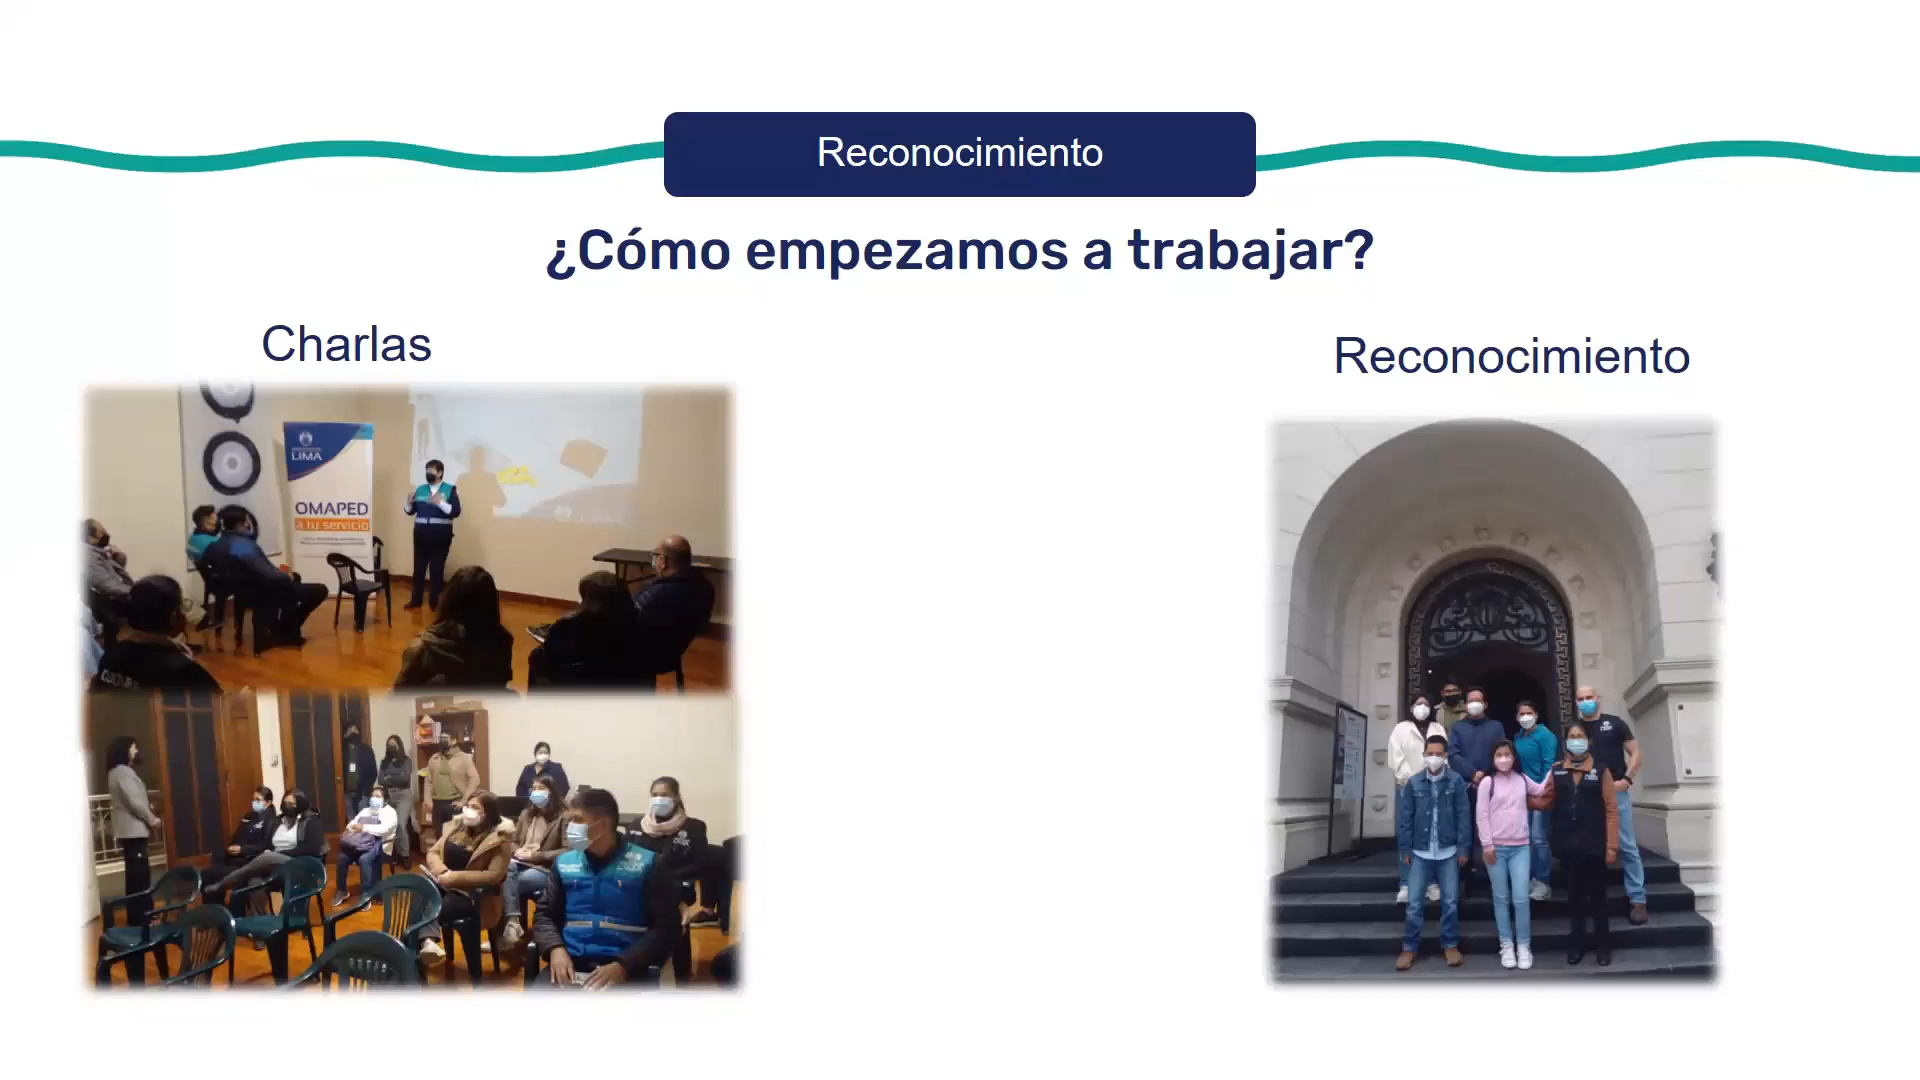 Reconocimiento
¿Cómo empezamos a trabajar?
Charlas
Reconocimiento
LIMA
OMAPED
a tu servicio